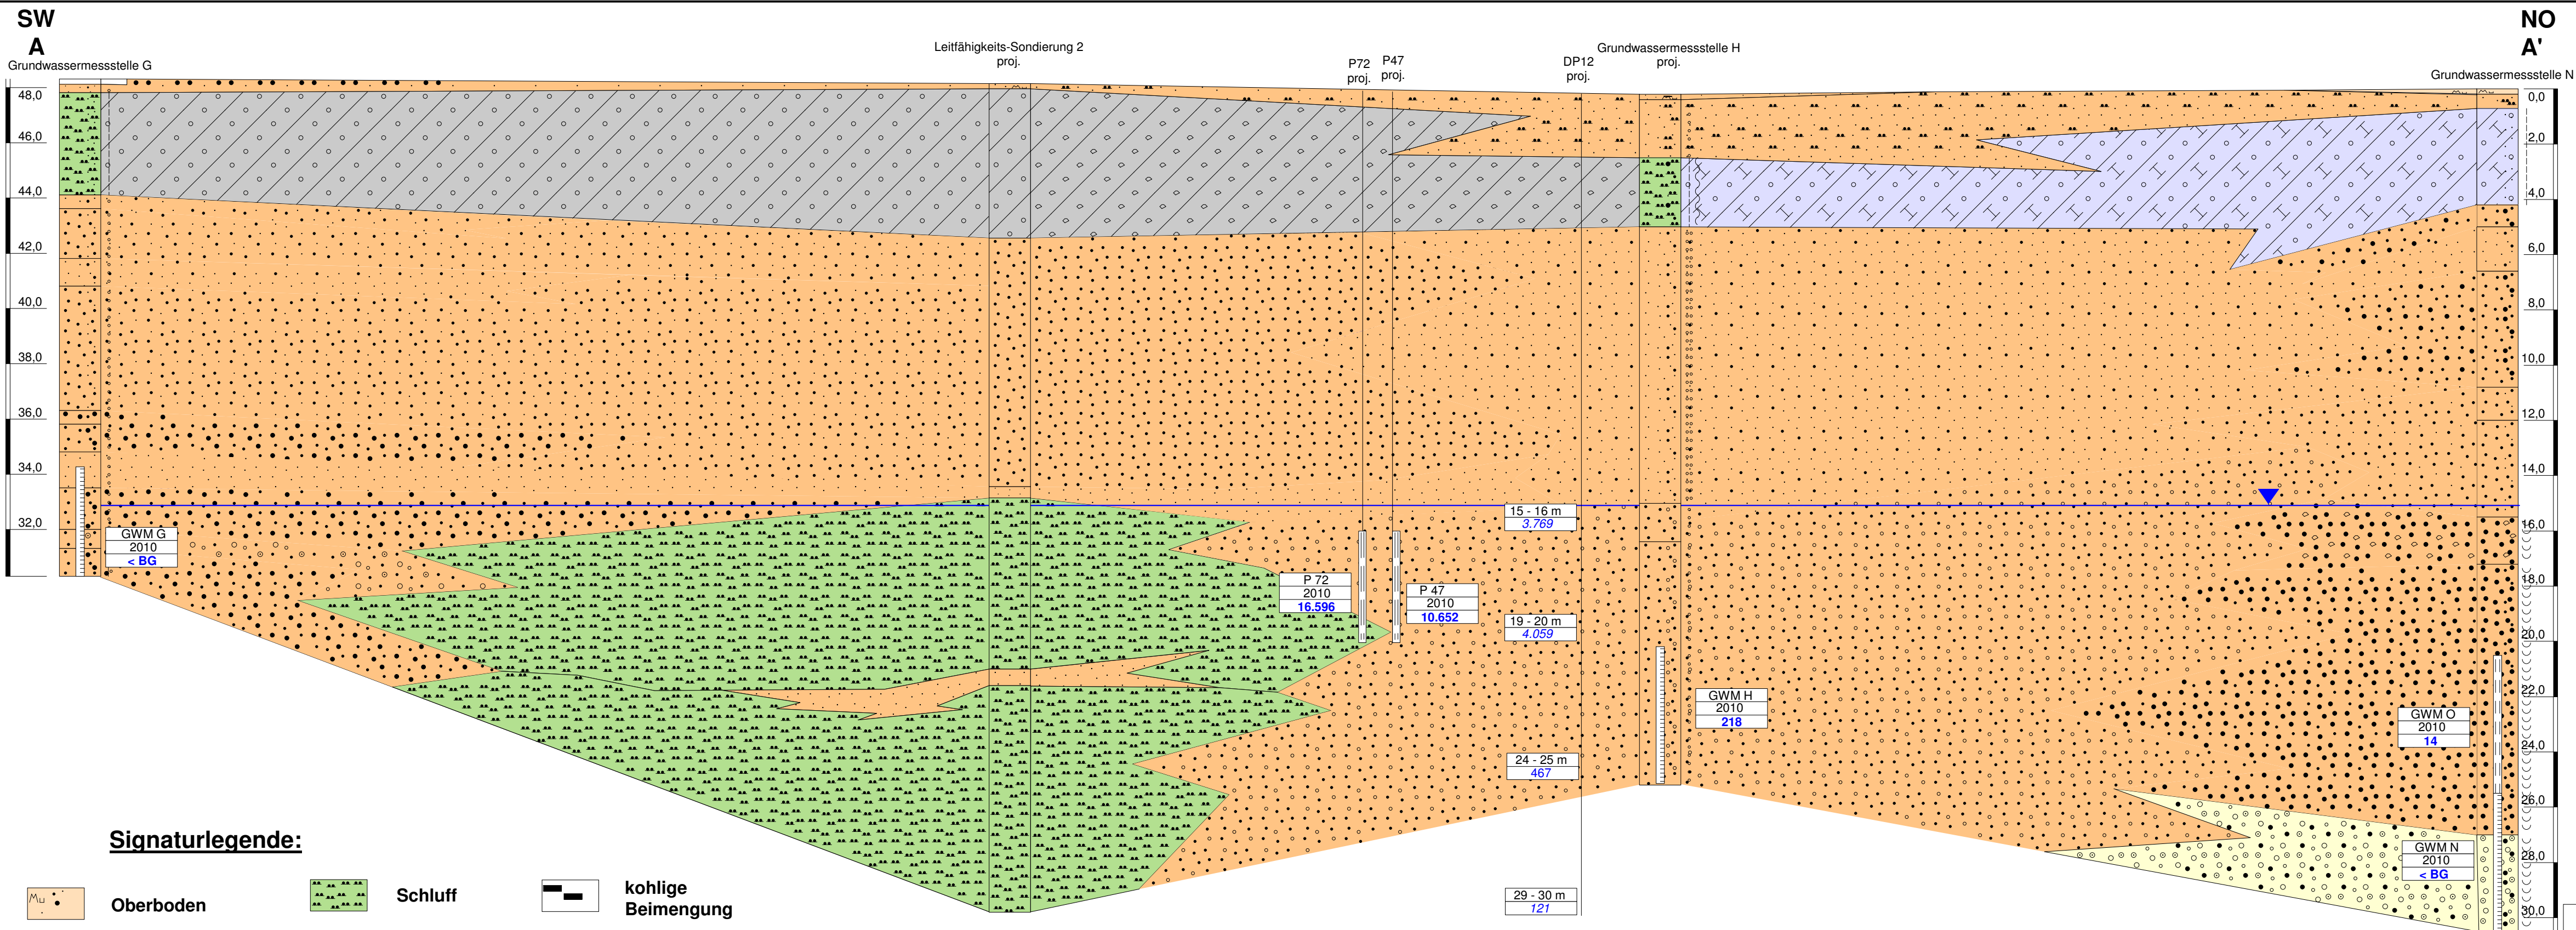 SW
A
Grundwassermessstelle G
Leitfähigkeits-Sondierung 2
proj.
P72
proj.
P47
proj.
DP12
proj.
Grundwassermessstelle H
proj.
NO
A'
Grundwassermessstelle N
48,0
46,0
44,0
42,0
40,0
38,0
36,0
34,0
32,0
0,0
2,0
4,0
6,0
8,0
10,0
12,0
14,0
16,0
18,0
20,0
22,0
24,0
26,0
28,0
30,0
GWM G
2010
< BG
P 72
2010
16.596
P 47
2010
10.652
15 - 16 m
3.769
19 - 20 m
4.059
24 - 25 m
467
29 - 30 m
121
GWM H
2010
218
GWM O
2010
14
GWM N
2010
< BG
Signaturlegende:
Mu
Oberboden
Schluff
kohlige
Beimengung